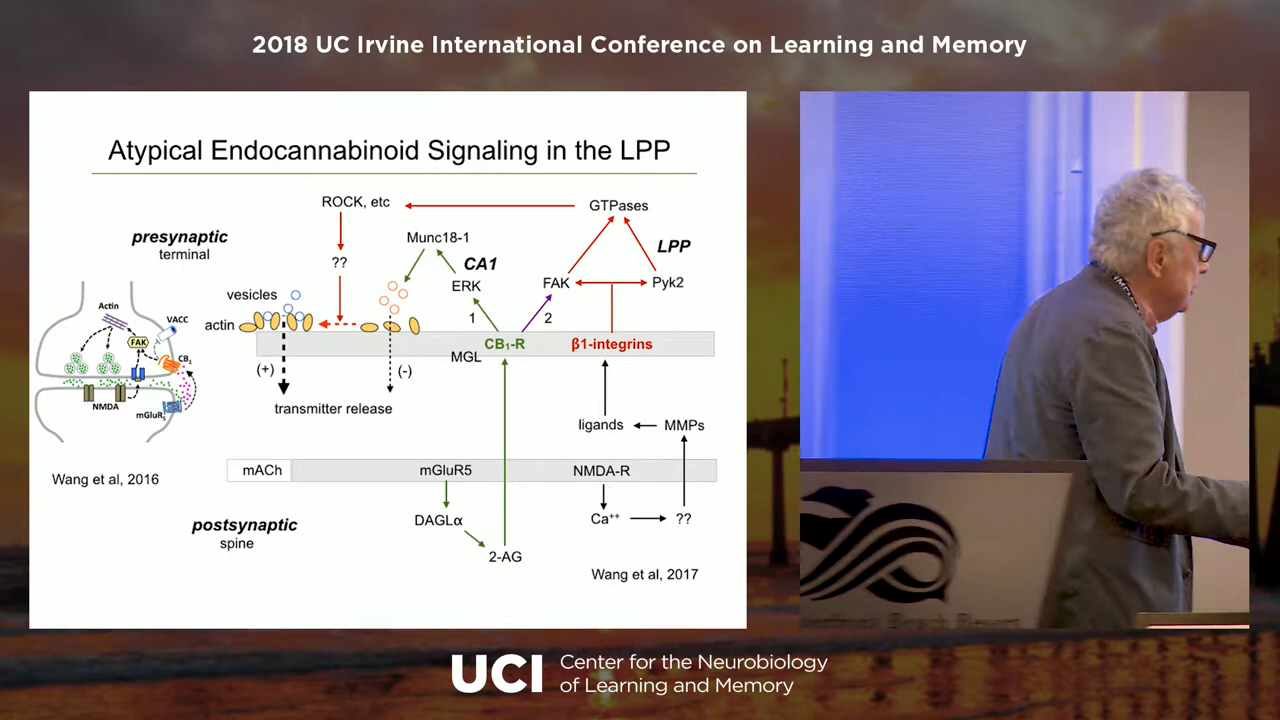 2018 UC Irvine International Conference on Learning and Memory
Atypical Endocannabinoid Signaling in the LPP
ROCK, etc
GTPases
presynaptic
terminal
Munc18-1
LPP
??
CA1
ERK
FAK
Pyk2
vesicles
actin
1
2
CB1-R
β1-integrins
MGL
(+)
(-)
transmitter release
ligands
MMPs
Actin
VACC
FAK
CB1
NMDA
mGluR5
Wang et al, 2016
mACh
mGluR5
NMDA-R
postsynaptic
spine
DAGLα
Ca++
??
2-AG
Wang et al, 2017
Beach Resort
UCI
Center for the Neurobiology
of Learning and Memory